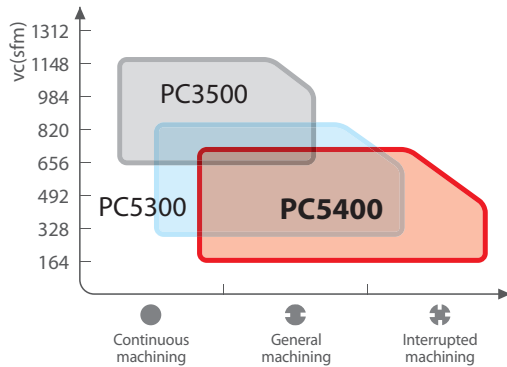 vc(sfm)
1312
1148
984
820
656
492
328
164
PC3500
PC5300
PC5400
Continuous
machining
General
machining
Interrupted
machining